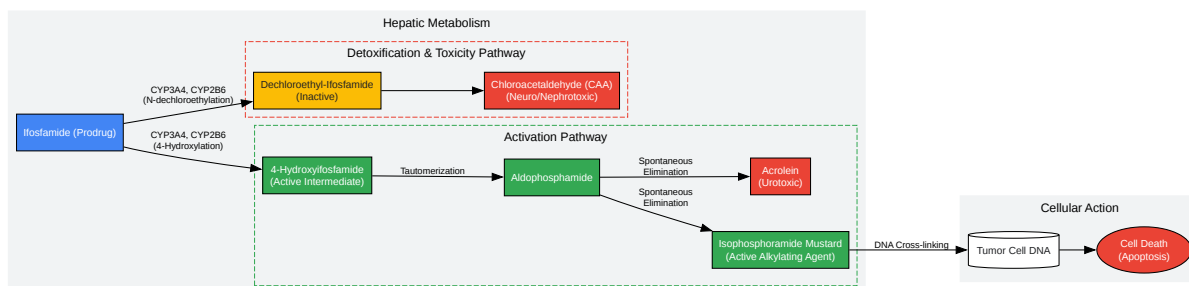 Hepatic Metabolism
Detoxification & Toxicity Pathway
Dechloroethyl-Ifosfamide
(Inactive)
Chloroacetaldehyde (CAA)
(Neuro/Nephrotoxic)
CYP3A4, CYP2B6
(N-dechloroethylation)
Ifosfamide (Prodrug)
CYP3A4, CYP2B6
(4-Hydroxylation)
Activation Pathway
4-Hydroxyifosfamide
(Active Intermediate)
Tautomerization
Aldophosphamide
Spontaneous
Elimination
Acrolein
(Urotoxic)
Spontaneous
Elimination
Isophosphoramide Mustard
(Active Alkylating Agent)
DNA Cross-linking
Cellular Action
Tumor Cell DNA
Cell Death
(Apoptosis)